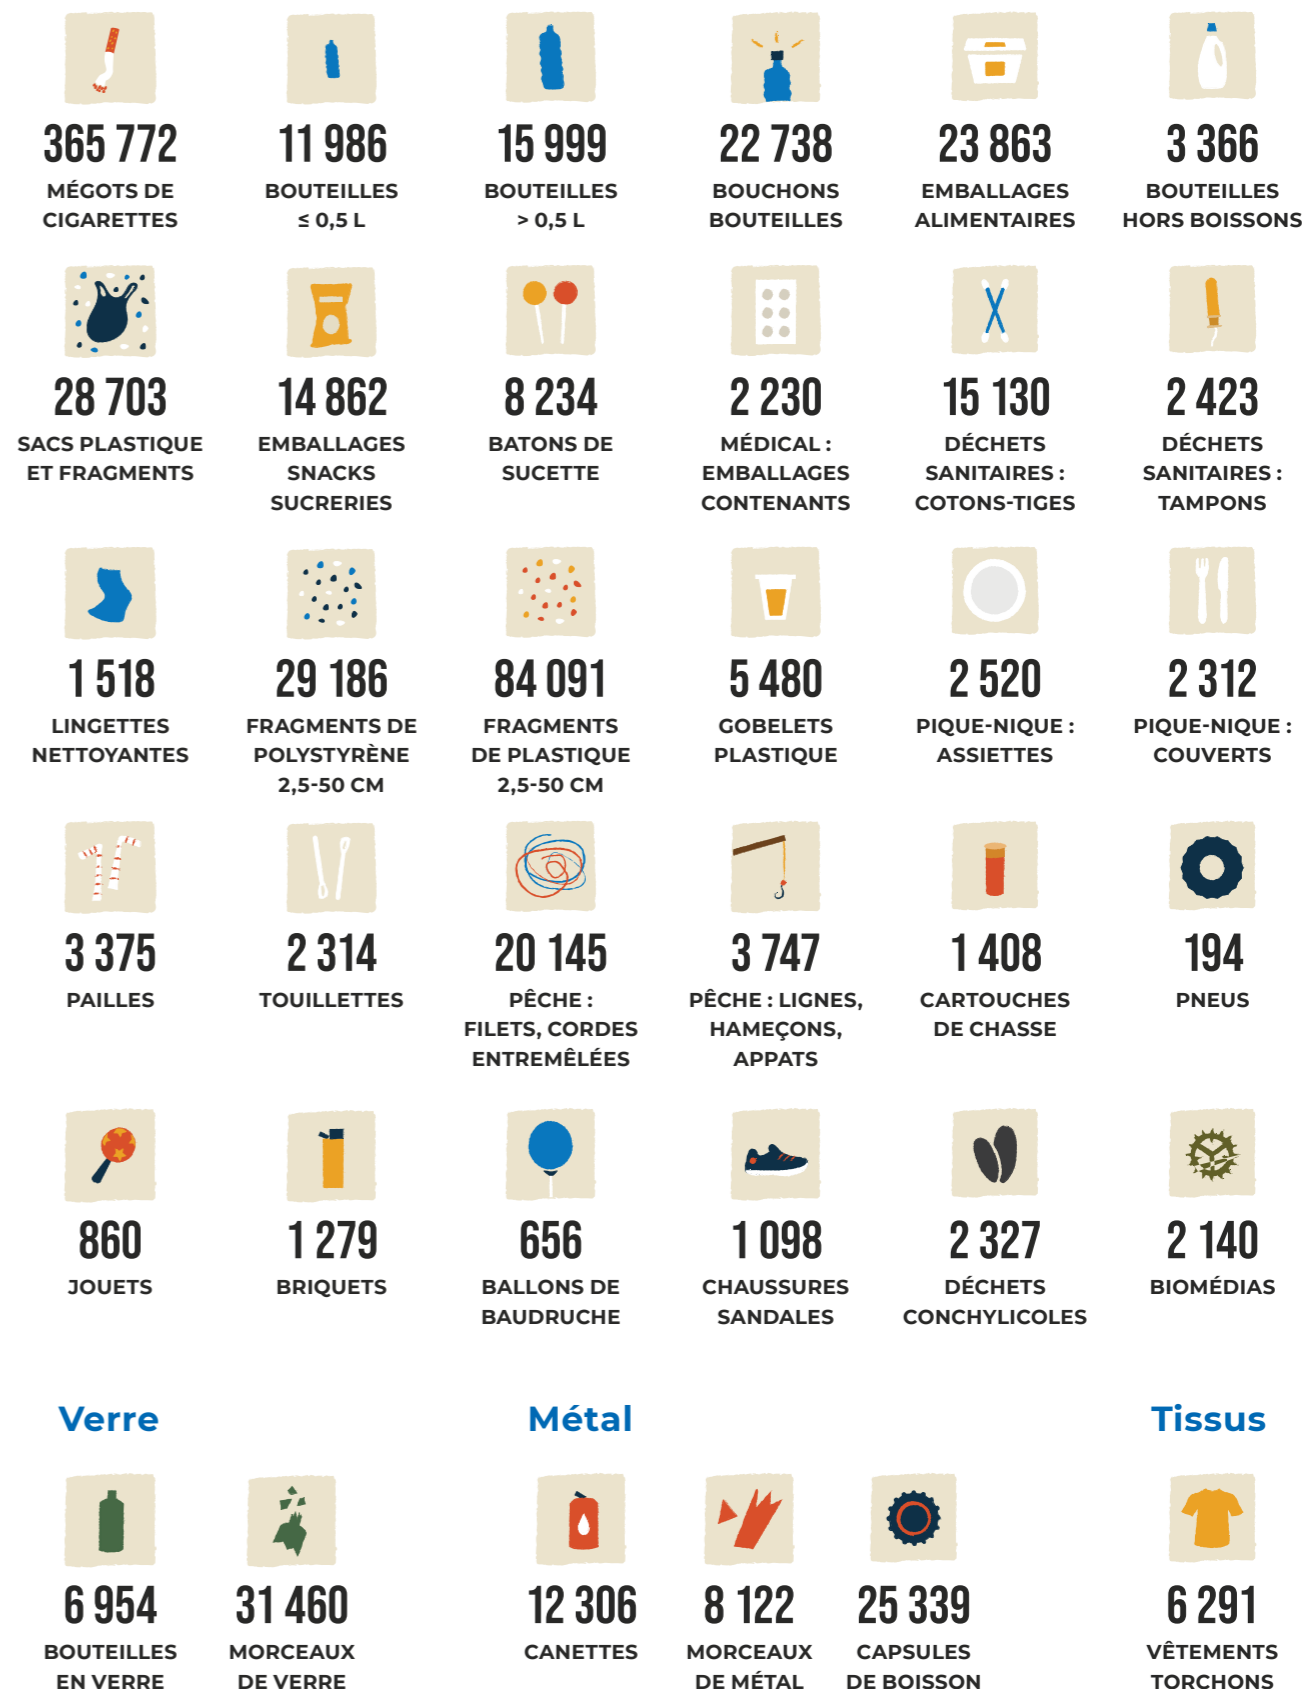 365 772
MÉGOTS DE
CIGARETTES
11 986
BOUTEILLES
≤ 0,5 L
15 999
BOUTEILLES
> 0,5 L
22 738
BOUCHONS
BOUTEILLES
23 863
EMBALLAGES
ALIMENTAIRES
3 366
BOUTEILLES
HORS BOISSONS
28 703
SACS PLASTIQUE
ET FRAGMENTS
14 862
EMBALLAGES
SNACKS
SUCRERIES
8 234
BATONS DE
SUCETTE
2 230
MÉDICAL :
EMBALLAGES
CONTENANTS
15 130
DÉCHETS
SANITAIRES :
COTONS-TIGES
2 423
DÉCHETS
SANITAIRES :
TAMPONS
1 518
LINGETTES
NETTOYANTES
29 186
FRAGMENTS DE
POLYSTYRÈNE
2,5-50 CM
84 091
FRAGMENTS
DE PLASTIQUE
2,5-50 CM
5 480
GOBELETS
PLASTIQUE
2 520
PIQUE-NIQUE :
ASSIETTES
2 312
PIQUE-NIQUE :
COUVERTS
3 375
PAILLES
2 314
TOUILLETTES
20 145
PÊCHE :
FILETS, CORDES
ENTREMÊLÉES
3 747
PÊCHE : LIGNES,
HAMEÇONS,
APPATS
1 408
CARTOUCHES
DE CHASSE
194
PNEUS
860
JOUETS
1 279
BRIQUETS
656
BALLONS DE
BAUDRUCHE
1 098
CHAUSSURES
SANDALES
2 327
DÉCHETS
CONCHYLICOLES
2 140
BIOMÉDIAS
Verre
6 954
BOUTEILLES
EN VERRE
31 460
MORCEAUX
DE VERRE
Métal
12 306
CANETTES
8 122
MORCEAUX
DE MÉTAL
25 339
CAPSULES
DE BOISSON
Tissus
6 291
VÊTEMENTS
TORCHONS